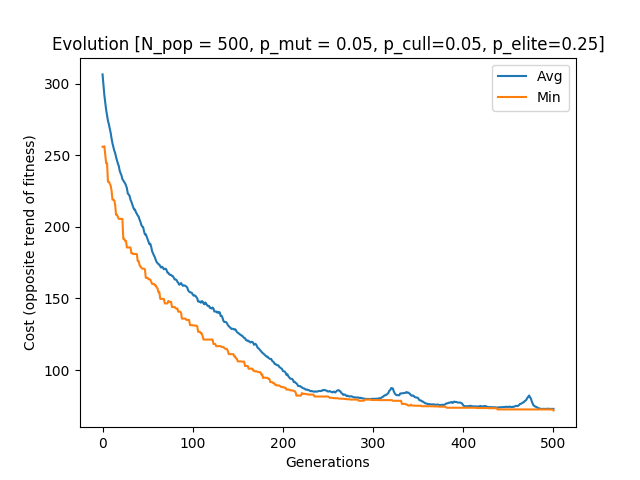 Evolution [N_pop = 500, p_mut = 0.05, p_cull=0.05, p_elite=0.25]
Avg
Min
Cost (opposite trend of fitness)
300
250
200
150
100
0 100 200 300 400 500
Generations